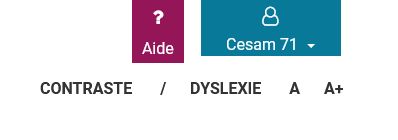 ?
Aide
Cesam 71
CONTRASTE / DYSLEXIE A A+